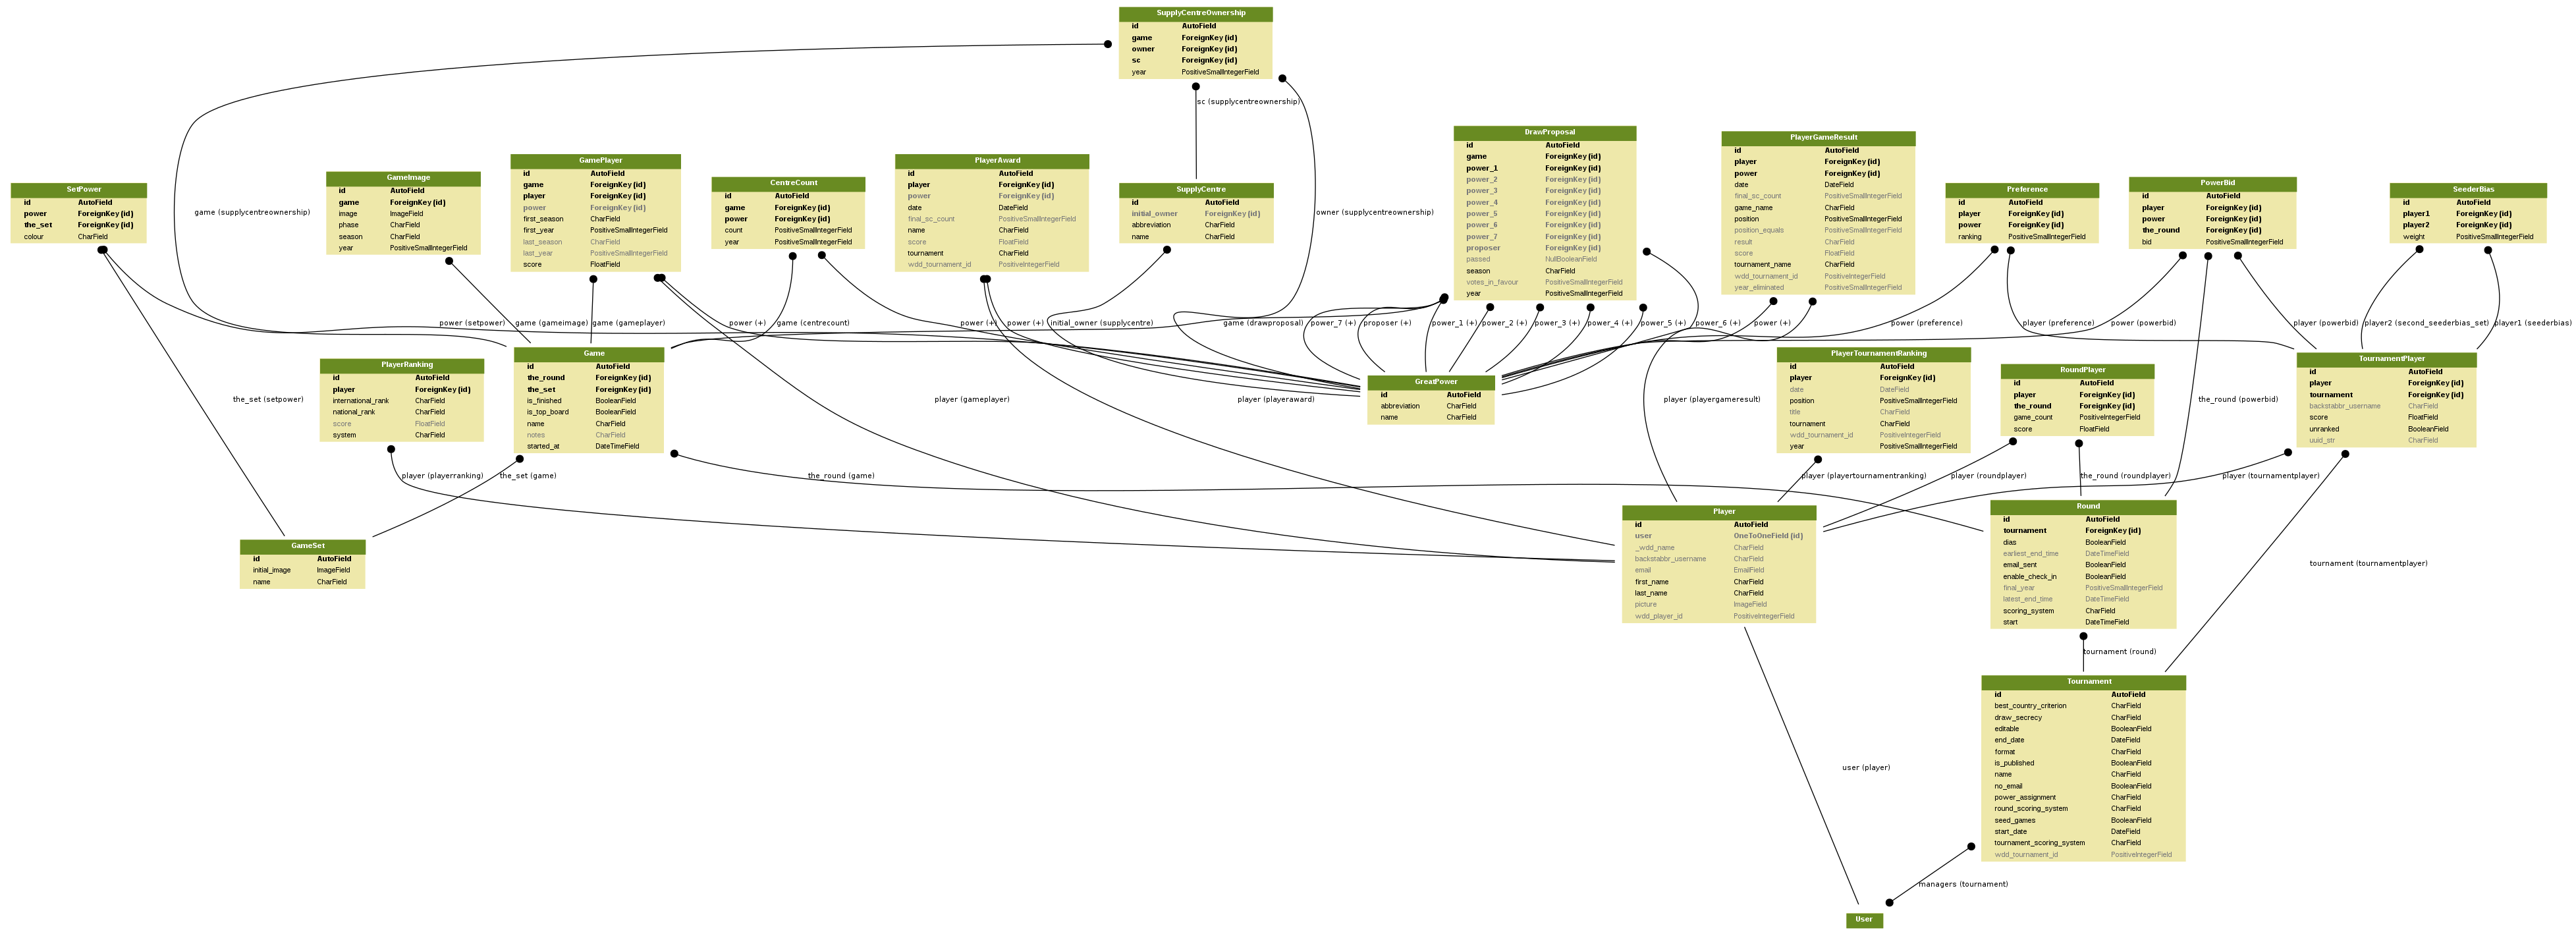 SupplyCentreOwnership
id AutoField
game ForeignKey (id)
owner ForeignKey (id)
sc ForeignKey (id)
year PositiveSmallIntegerField
sc (supplycentreownership)
game (supplycentreownership)
owner (supplycentreownership)
SetPower
id AutoField
power ForeignKey (id)
the_set ForeignKey (id)
colour CharField
GameImage
id AutoField
game ForeignKey (id)
image ImageField
phase CharField
season CharField
year PositiveSmallIntegerField
GamePlayer
id AutoField
game ForeignKey (id)
player ForeignKey (id)
power ForeignKey (id)
first_season CharField
first_year PositiveSmallIntegerField
last_season CharField
last_year PositiveSmallIntegerField
score FloatField
CentreCount
id AutoField
game ForeignKey (id)
power ForeignKey (id)
count PositiveSmallIntegerField
year PositiveSmallIntegerField
PlayerAward
id AutoField
player ForeignKey (id)
power ForeignKey (id)
date DateField
final_sc_count PositiveSmallIntegerField
name CharField
score FloatField
tournament CharField
wdd_tournament_id PositiveIntegerField
SupplyCentre
id AutoField
initial_owner ForeignKey (id)
abbreviation CharField
name CharField
DrawProposal
id AutoField
game ForeignKey (id)
power_1 ForeignKey (id)
power_2 ForeignKey (id)
power_3 ForeignKey (id)
power_4 ForeignKey (id)
power_5 ForeignKey (id)
power_6 ForeignKey (id)
power_7 ForeignKey (id)
proposer ForeignKey (id)
passed NullBooleanField
season CharField
votes_in_favour PositiveSmallIntegerField
year PositiveSmallIntegerField
PlayerGameResult
id AutoField
player ForeignKey (id)
power ForeignKey (id)
date DateField
final_sc_count PositiveSmallIntegerField
game_name CharField
position PositiveSmallIntegerField
position_equals PositiveSmallIntegerField
result CharField
score FloatField
tournament_name CharField
wdd_tournament_id PositiveIntegerField
year_eliminated PositiveSmallIntegerField
Preference
id AutoField
player ForeignKey (id)
power ForeignKey (id)
ranking PositiveSmallIntegerField
PowerBid
id AutoField
player ForeignKey (id)
power ForeignKey (id)
the_round ForeignKey (id)
bid PositiveSmallIntegerField
SeederBias
id AutoField
player1 ForeignKey (id)
player2 ForeignKey (id)
weight PositiveSmallIntegerField
power (setpower)
game (gameimage)
game (gameplayer)
power (+)
game (centrecount)
power (+)
power (+)
initial_owner (supplycentre)
game (drawproposal)
power_7 (+)
proposer (+)
power_1 (+)
power_2 (+)
power_3 (+)
power_4 (+)
power_5 (+)
power_6 (+)
power (+)
power (preference)
player (preference)
power (powerbid)
player (powerbid)
player2 (second_seederbias_set)
player1 (seederbias)
PlayerRanking
id AutoField
player ForeignKey (id)
international_rank CharField
national_rank CharField
score FloatField
system CharField
Game
id AutoField
the_round ForeignKey (id)
the_set ForeignKey (id)
is_finished BooleanField
is_top_board BooleanField
name CharField
notes CharField
started_at DateTimeField
GreatPower
id AutoField
abbreviation CharField
name CharField
PlayerTournamentRanking
id AutoField
player ForeignKey (id)
date DateField
position PositiveSmallIntegerField
title CharField
tournament CharField
wdd_tournament_id PositiveIntegerField
year PositiveSmallIntegerField
RoundPlayer
id AutoField
player ForeignKey (id)
the_round ForeignKey (id)
game_count PositiveIntegerField
score FloatField
TournamentPlayer
id AutoField
player ForeignKey (id)
tournament ForeignKey (id)
backstabbr_username CharField
score FloatField
unranked BooleanField
uuid_str CharField
the_set (setpower)
player (gameplayer)
player (playeraward)
player (playergameresult)
the_round (powerbid)
player (playerranking)
the_set (game)
the_round (game)
player (playertournamentranking)
player (roundplayer)
the_round (roundplayer)
player (tournamentplayer)
GameSet
id AutoField
initial_image ImageField
name CharField
Player
id AutoField
user OneToOneField (id)
_wdd_name CharField
backstabbr_username CharField
email EmailField
first_name CharField
last_name CharField
picture ImageField
wdd_player_id PositiveIntegerField
Round
id AutoField
tournament ForeignKey (id)
dias BooleanField
earliest_end_time DateTimeField
email_sent BooleanField
enable_check_in BooleanField
final_year PositiveSmallIntegerField
latest_end_time DateTimeField
scoring_system CharField
start DateTimeField
tournament (tournamentplayer)
tournament (round)
Tournament
id AutoField
best_country_criterion CharField
draw_secrecy CharField
editable BooleanField
end_date DateField
format CharField
is_published BooleanField
name CharField
no_email BooleanField
power_assignment CharField
round_scoring_system CharField
seed_games BooleanField
start_date DateField
tournament_scoring_system CharField
wdd_tournament_id PositiveIntegerField
user (player)
managers (tournament)
User